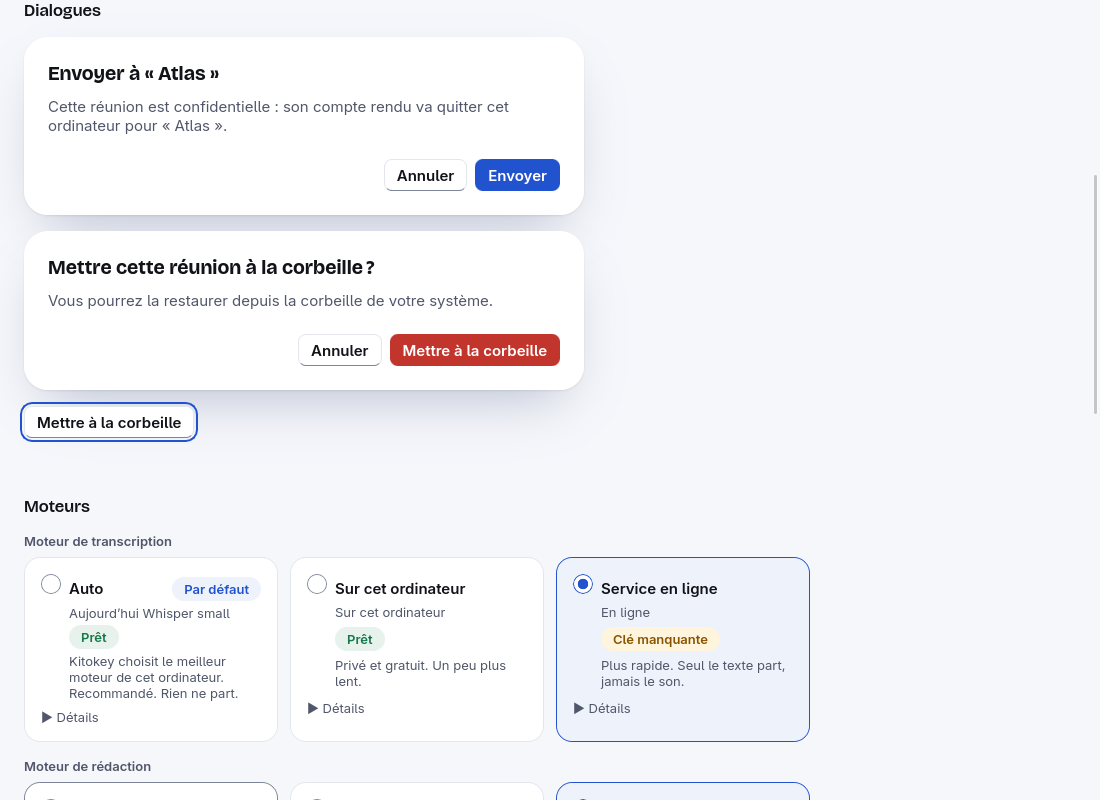 Dialogues
Envoyer à « Atlas »
Cette réunion est confidentielle : son compte rendu va quitter cet
ordinateur pour « Atlas ».
Annuler
Envoyer
Mettre cette réunion à la corbeille ?
Vous pourrez la restaurer depuis la corbeille de votre système.
Annuler
Mettre à la corbeille
Mettre à la corbeille
Moteurs
Moteur de transcription
Auto
Par défaut
Aujourd’hui Whisper small
Prêt
Kitokey choisit le meilleur
moteur de cet ordinateur.
Recommandé. Rien ne part.
▶ Détails
Sur cet ordinateur
Sur cet ordinateur
Prêt
Privé et gratuit. Un peu plus
lent.
▶ Détails
Service en ligne
En ligne
Clé manquante
Plus rapide. Seul le texte part,
jamais le son.
▶ Détails
Moteur de rédaction